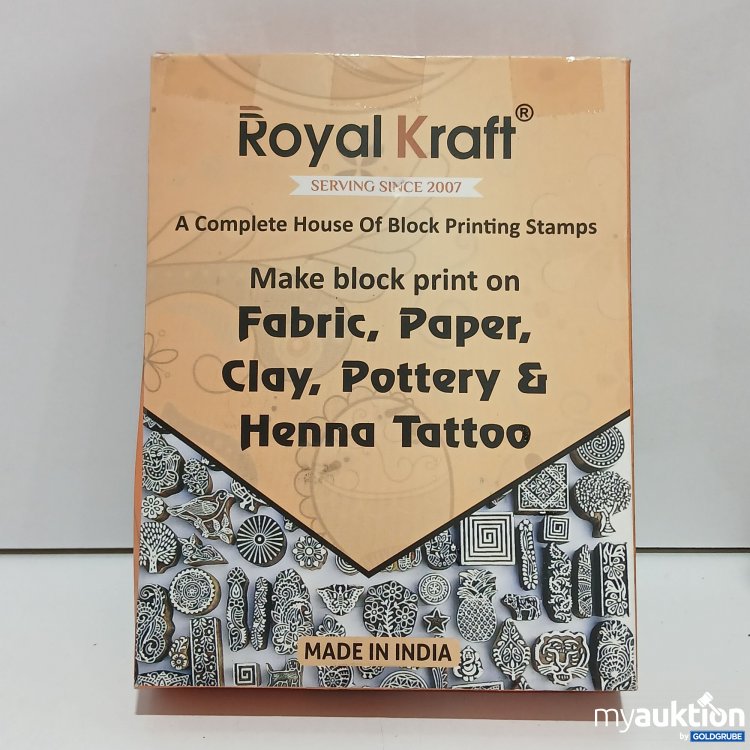 Royal Kraft®
SERVING SINCE 2007
A Complete House Of Block Printing Stamps
Make block print on
Fabric, Paper,
Clay, Pottery &
Henna Tattoo
MADE IN INDIA
myauktion
by GOLDGRUBE